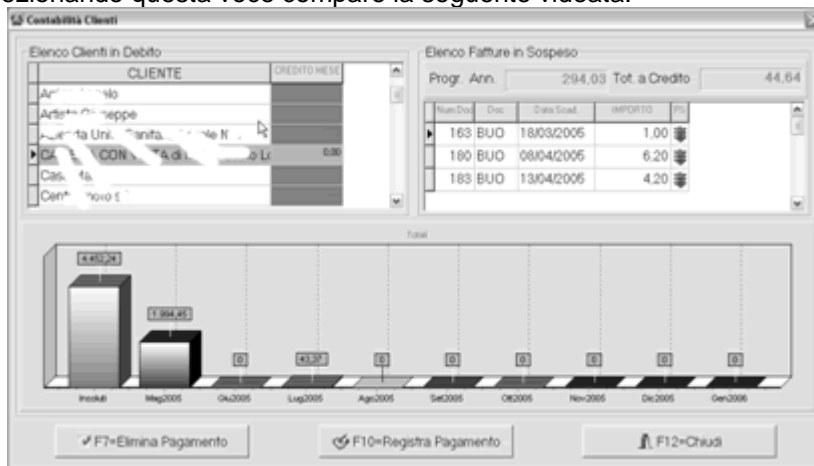 ezionando questa voce compare la seguente videata:
Contabilità Clienti
Elenco Clienti in Debito
CLIENTE CREDITO MESE
Giuseppe
Azienda
CON di 0,00
Elenco Fatture in Sospeso
Progr. Ann. 294,03 Tot. a Credito 44,64
Num.Doc Doc Data Scad. IMPORTO PS
163 BUO 18/03/2005 1,00
180 BUO 08/04/2005 6,20
183 BUO 13/04/2005 4,20
Totali
4.452,24 1.994,45 0 43,37 0 0 0 0 0 0
Insoluti Mag2005 Giu2005 Lug2005 Ago2005 Set2005 Ott2005 Nov2005 Dic2005 Gen2006
F7=Elimina Pagamento F10=Registra Pagamento F12=Chiudi